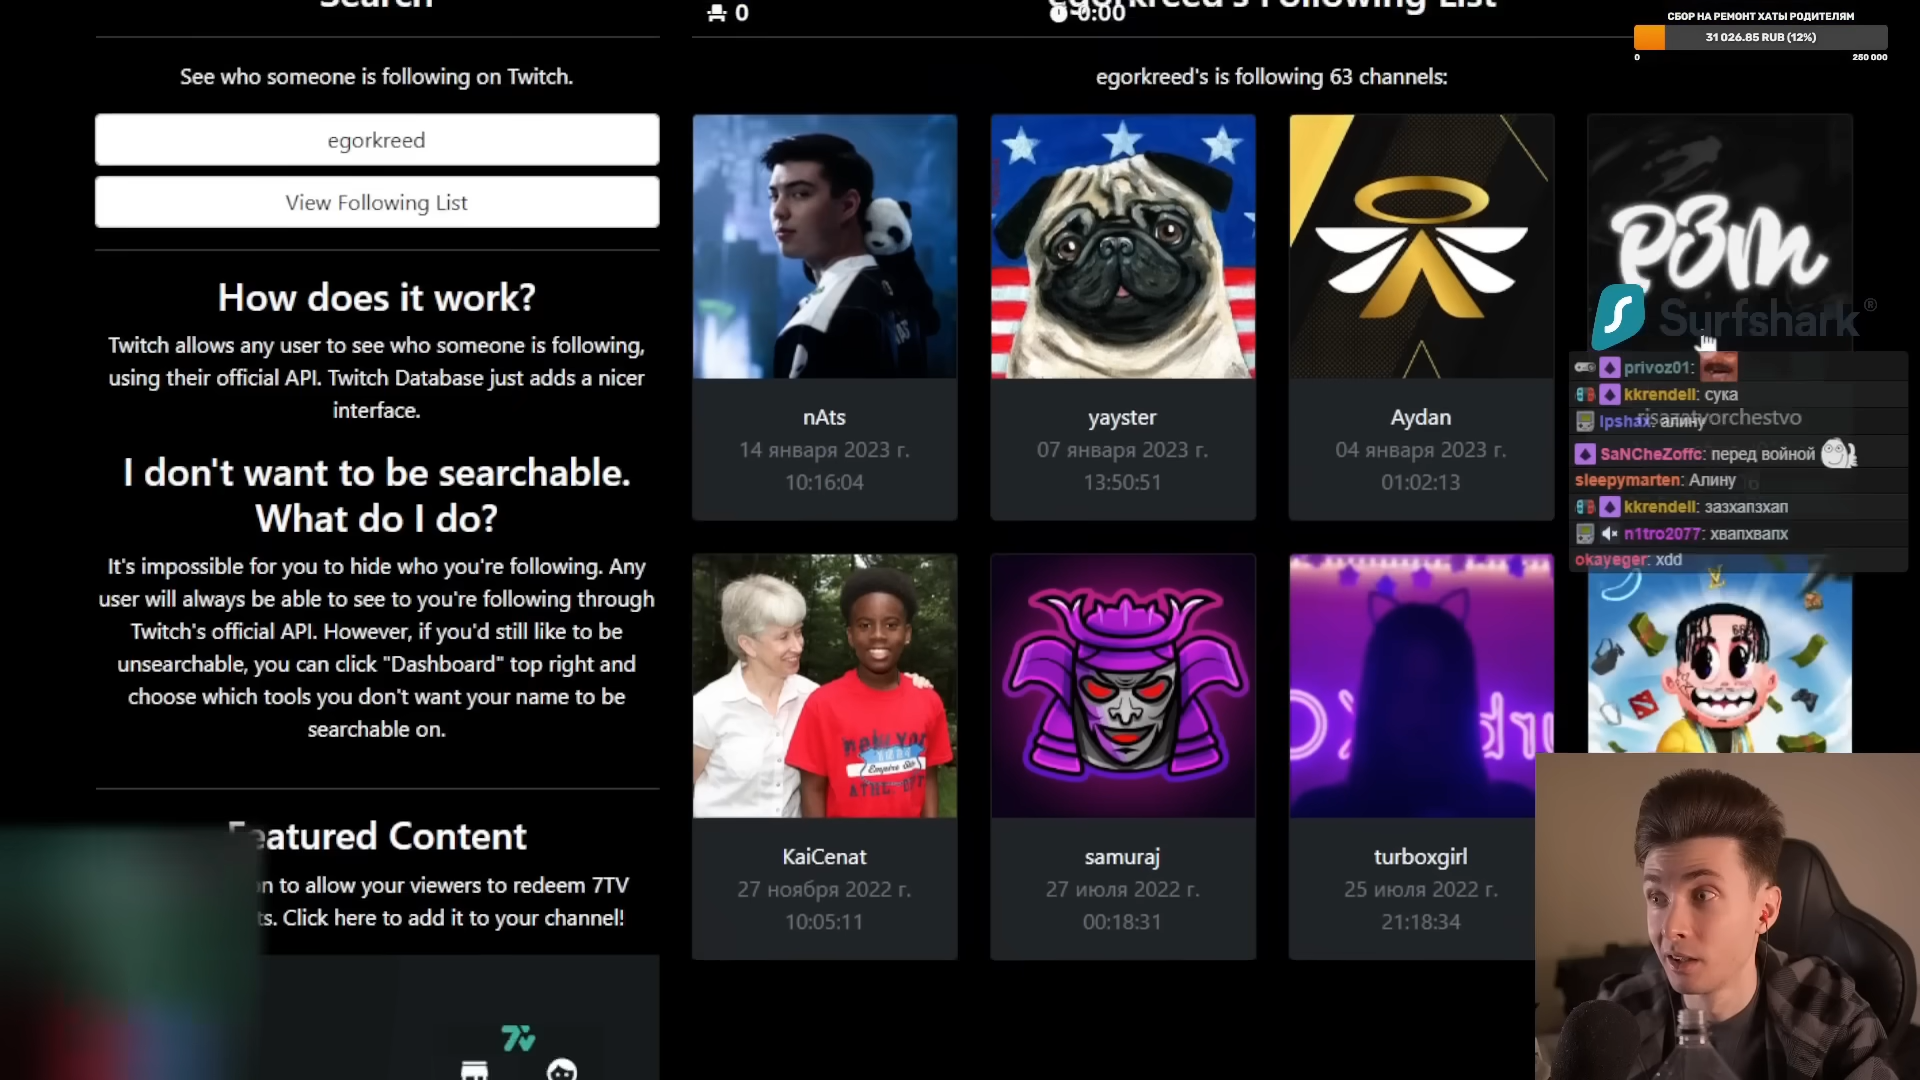 Search
0
0:00
egorkreed's Following List
СБОР НА РЕМОНТ ХАТЫ РОДИТЕЛЯМ
31 026.85 RUB (12%)
0
250 000
See who someone is following on Twitch.
egorkreed
View Following List
How does it work?
Twitch allows any user to see who someone is following,
using their official API. Twitch Database just adds a nicer
interface.
I don't want to be searchable.
What do I do?
It's impossible for you to hide who you're following. Any
user will always be able to see to you're following through
Twitch's official API. However, if you'd still like to be
unsearchable, you can click "Dashboard" top right and
choose which tools you don't want your name to be
searchable on.
Featured Content
n to allow your viewers to redeem 7TV
ts. Click here to add it to your channel!
egorkreed's is following 63 channels:
nAts
14 января 2023 г.
10:16:04
yayster
07 января 2023 г.
13:50:51
Aydan
04 января 2023 г.
01:02:13
рзт
Surfshark®
risazatvorchestvo
privoz01:
kkrendell: сука
lpshax: алину
SaNCheZoffc: перед войной
sleepymarten: Алину
kkrendell: зазхапзхап
n1tro2077: хвапхвапх
okayeger: xdd
Empire
KaiCenat
27 ноября 2022 г.
10:05:11
samuraj
27 июля 2022 г.
00:18:31
turboxgirl
25 июля 2022 г.
21:18:34